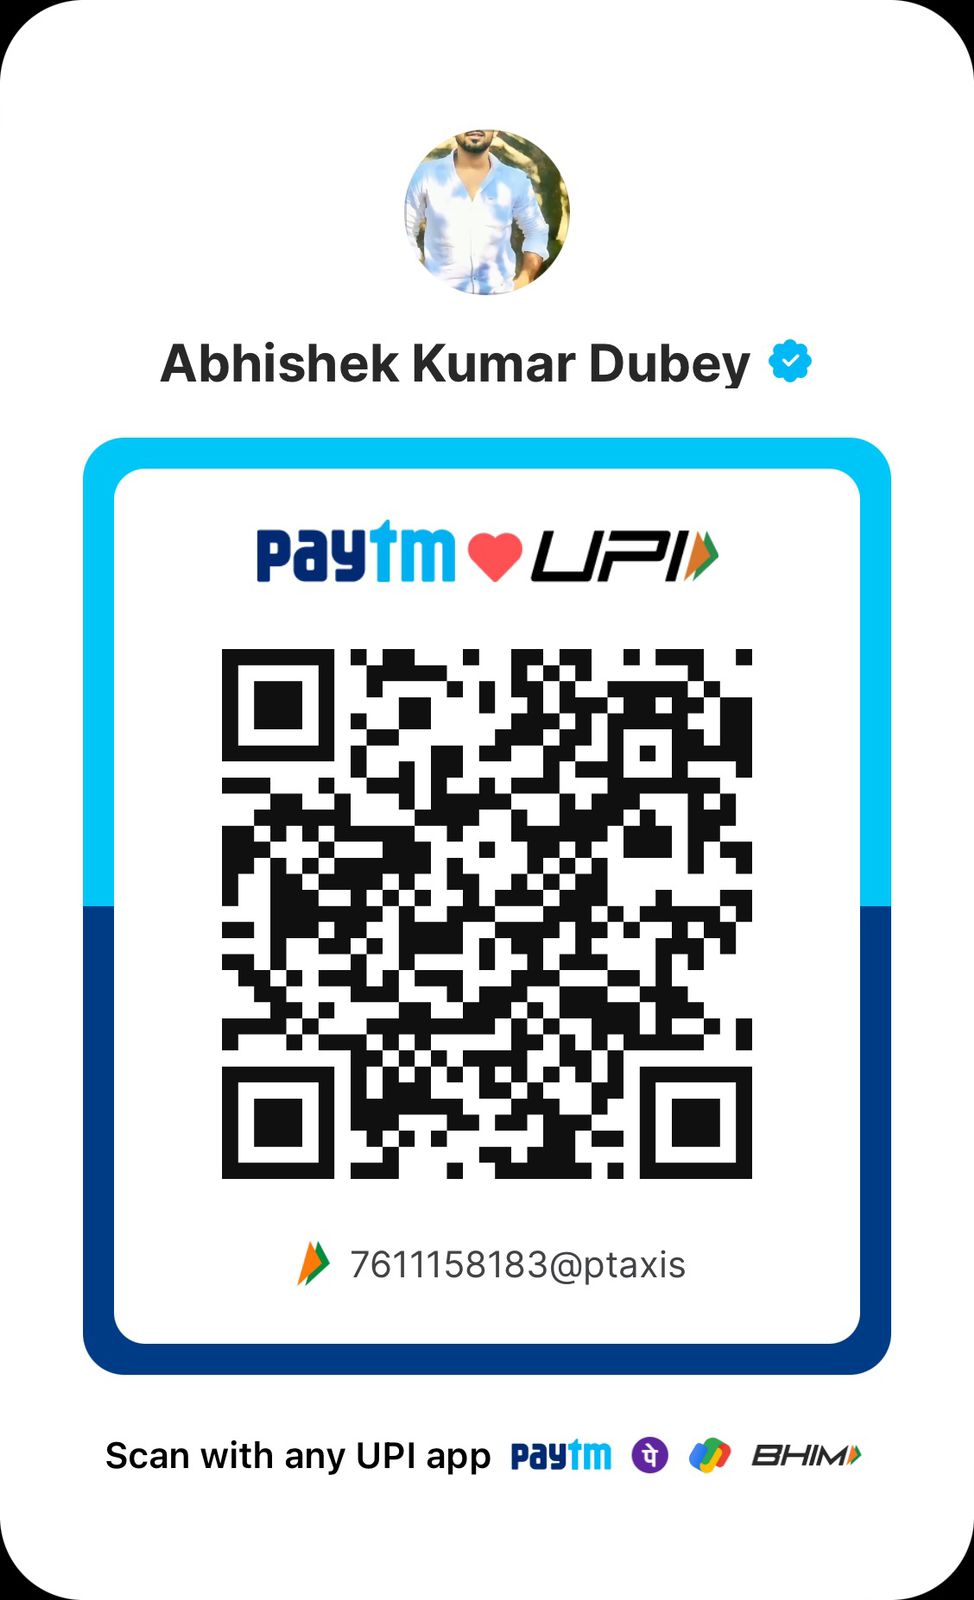 Abhishek Kumar Dubey
paytm UPI
7611158183@ptaxis
Scan with any UPI app paytm पे BHIM